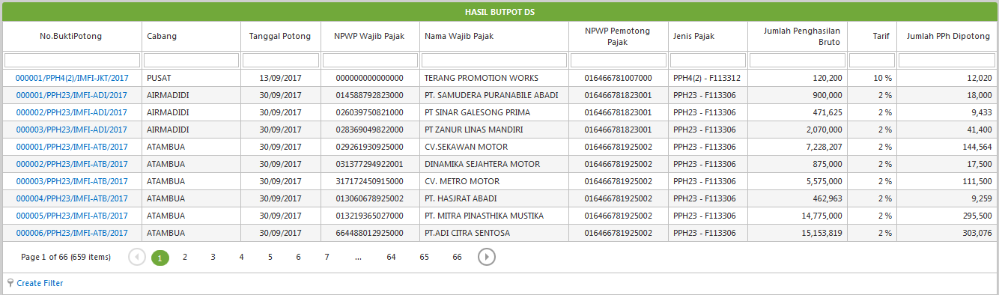 HASIL BUTPOT DS
No.BuktiPotong Cabang Tanggal Potong NPWP Wajib Pajak Nama Wajib Pajak NPWP Pemotong Pajak Jenis Pajak Jumlah Penghasilan Bruto Tarif Jumlah PPh Dipotong
000001/PPH4(2)/IMFI-JKT/2017 PUSAT 13/09/2017 000000000000000 TERANG PROMOTION WORKS 016466781007000 PPH4(2) - F113312 120,200 10 % 12,020
000001/PPH23/IMFI-ADI/2017 AIRMADIDI 30/09/2017 014588792823000 PT. SAMUDERA PURANABILE ABADI 016466781823001 PPH23 - F113306 900,000 2 % 18,000
000002/PPH23/IMFI-ADI/2017 AIRMADIDI 30/09/2017 026039750821000 PT SINAR GALESONG PRIMA 016466781823001 PPH23 - F113306 471,625 2 % 9,433
000003/PPH23/IMFI-ADI/2017 AIRMADIDI 30/09/2017 028369049822000 PT ZANUR LINAS MANDIRI 016466781823001 PPH23 - F113306 2,070,000 2 % 41,400
000001/PPH23/IMFI-ATB/2017 ATAMBUA 30/09/2017 029261930925000 CV.SEKAWAN MOTOR 016466781925002 PPH23 - F113306 7,228,207 2 % 144,564
000002/PPH23/IMFI-ATB/2017 ATAMBUA 30/09/2017 031377294922001 DINAMIKA SEJAHTERA MOTOR 016466781925002 PPH23 - F113306 875,000 2 % 17,500
000003/PPH23/IMFI-ATB/2017 ATAMBUA 30/09/2017 317172450915000 CV. METRO MOTOR 016466781925002 PPH23 - F113306 5,575,000 2 % 111,500
000004/PPH23/IMFI-ATB/2017 ATAMBUA 30/09/2017 013060678925002 PT. HASJRAT ABADI 016466781925002 PPH23 - F113306 462,963 2 % 9,259
000005/PPH23/IMFI-ATB/2017 ATAMBUA 30/09/2017 013219365027000 PT. MITRA PINASTHIKA MUSTIKA 016466781925002 PPH23 - F113306 14,775,000 2 % 295,500
000006/PPH23/IMFI-ATB/2017 ATAMBUA 30/09/2017 664488012925000 PT.ADI CITRA SENTOSA 016466781925002 PPH23 - F113306 15,153,819 2 % 303,076
Page 1 of 66 (659 items) 1 2 3 4 5 6 7 ... 64 65 66
Create Filter